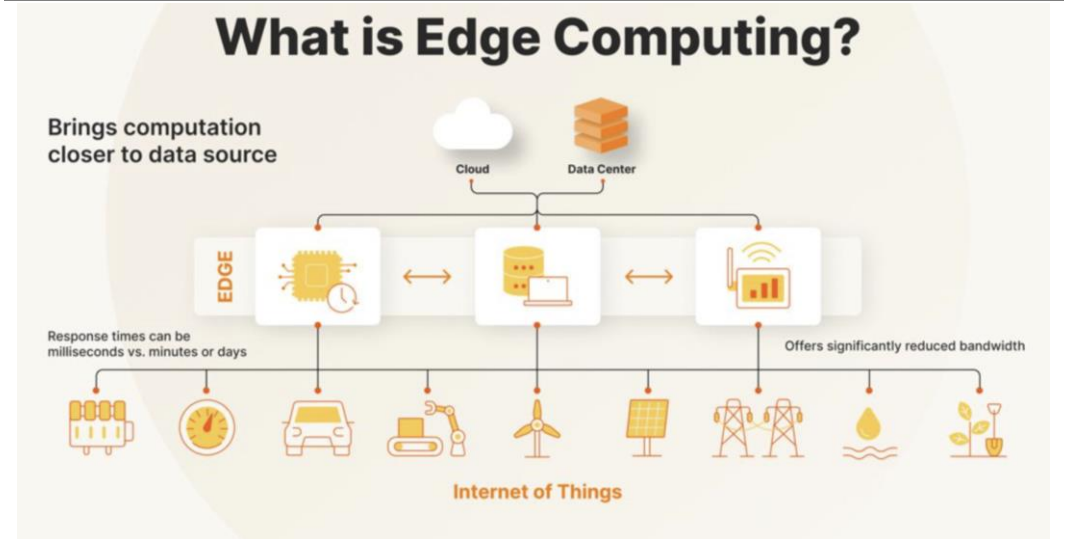 What is Edge Computing?
Brings computation
closer to data source
Cloud
Data Center
EDGE
Response times can be
milliseconds vs. minutes or days
Offers significantly reduced bandwidth
Internet of Things